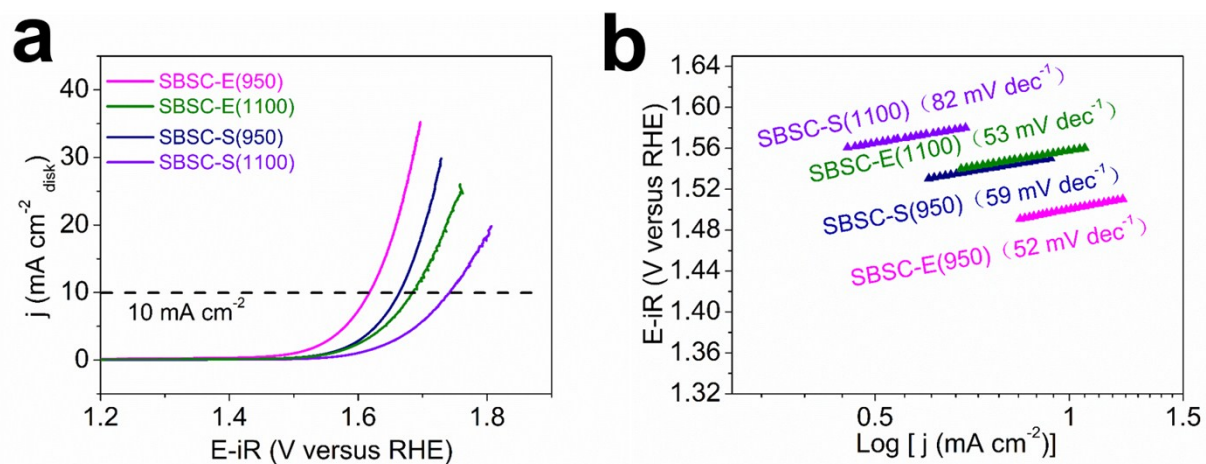 a
SBSC-E(950)
SBSC-E(1100)
SBSC-S(950)
SBSC-S(1100)
10 mA cm⁻²
j (mA cm⁻² disk)
40
30
20
10
0
1.2
1.4
1.6
1.8
E-iR (V versus RHE)
b
SBSC-S(1100)（82 mV dec⁻¹）
SBSC-E(1100)（53 mV dec⁻¹）
SBSC-S(950)（59 mV dec⁻¹）
SBSC-E(950)（52 mV dec⁻¹）
E-iR (V versus RHE)
1.64
1.60
1.56
1.52
1.48
1.44
1.40
1.36
1.32
0.5
1
1.5
Log [ j (mA cm⁻²)]